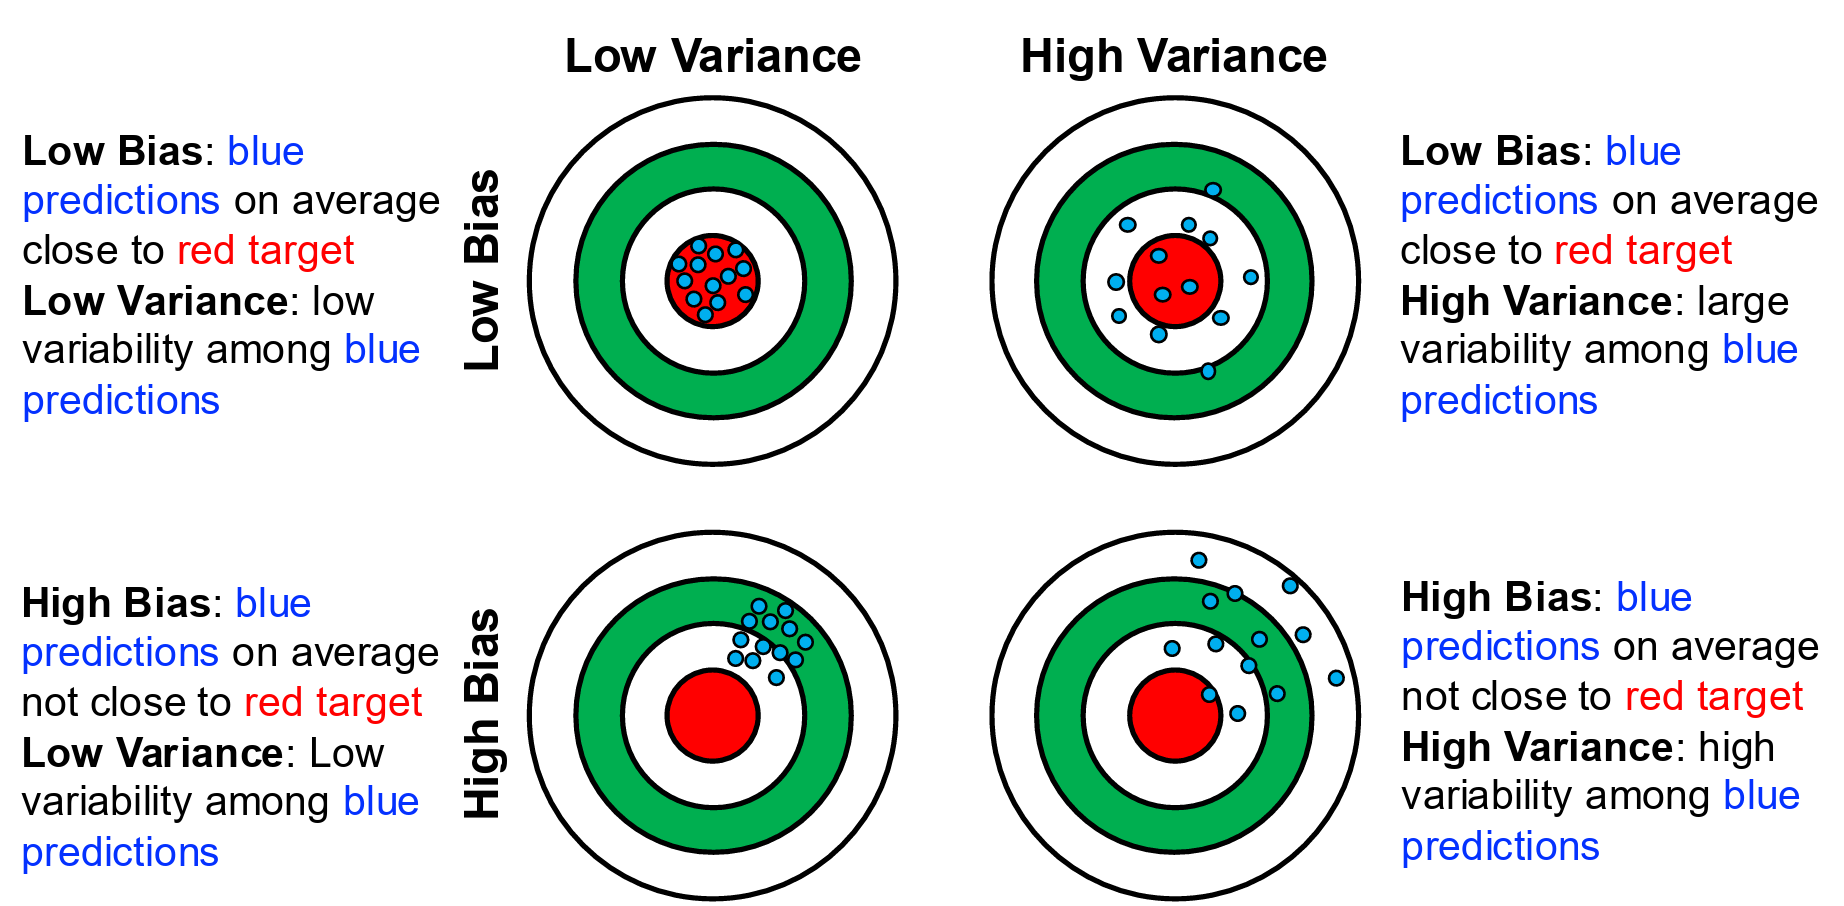 Low Variance
High Variance
Low Bias: blue
predictions on average
close to red target
Low Variance: low
variability among blue
predictions
Low Bias
Low Bias: blue
predictions on average
close to red target
High Variance: large
variability among blue
predictions
High Bias: blue
predictions on average
not close to red target
Low Variance: Low
variability among blue
predictions
High Bias
High Bias: blue
predictions on average
not close to red target
High Variance: high
variability among blue
predictions